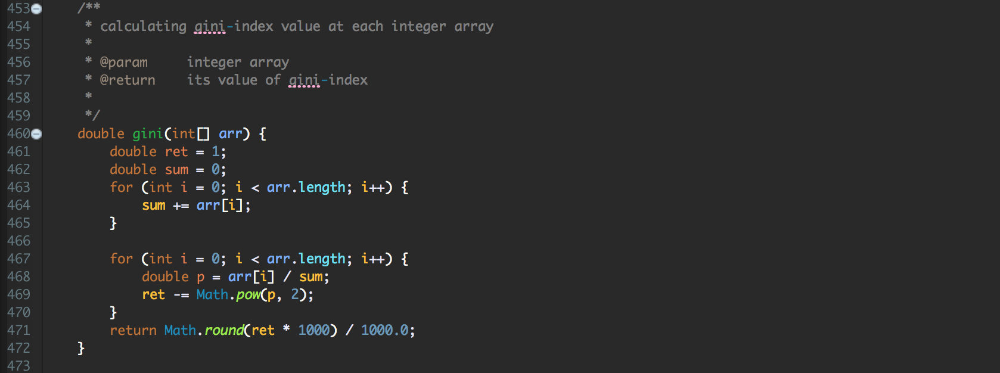 453 /**
454 * calculating gini-index value at each integer array
455 *
456 * @param integer array
457 * @return its value of gini-index
458 *
459 */
460 double gini(int[] arr) {
461 double ret = 1;
462 double sum = 0;
463 for (int i = 0; i < arr.length; i++) {
464 sum += arr[i];
465 }
466
467 for (int i = 0; i < arr.length; i++) {
468 double p = arr[i] / sum;
469 ret -= Math.pow(p, 2);
470 }
471 return Math.round(ret * 1000) / 1000.0;
472 }
473